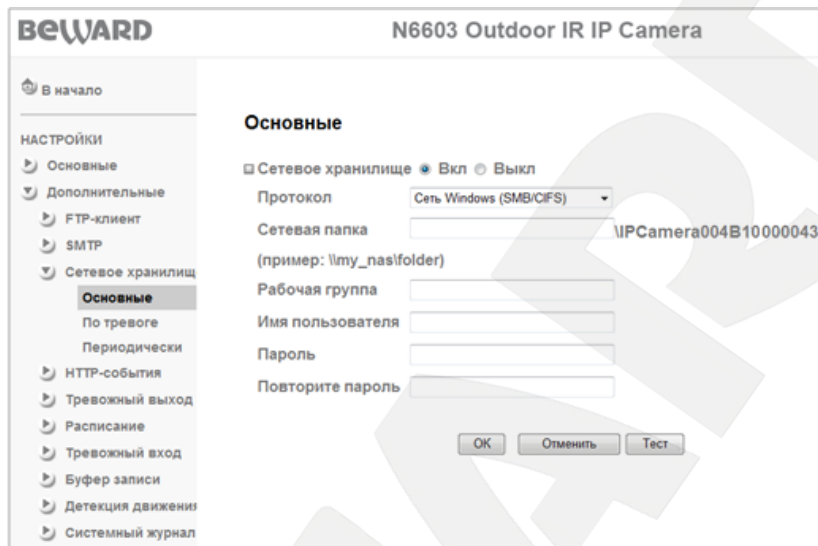 BEWARD
N6603 Outdoor IR IP Camera
В начало
НАСТРОЙКИ
Основные
Дополнительные
FTP-клиент
SMTP
Сетевое хранилищ
Основные
По тревоге
Периодически
HTTP-события
Тревожный выход
Расписание
Тревожный вход
Буфер записи
Детекция движения
Системный журнал
Основные
Сетевое хранилище Вкл Выкл
Протокол Сеть Windows (SMB/CIFS)
Сетевая папка \IPCamera004B10000043
(пример: \\my_nas\folder)
Рабочая группа
Имя пользователя
Пароль
Повторите пароль
OK Отменить Тест